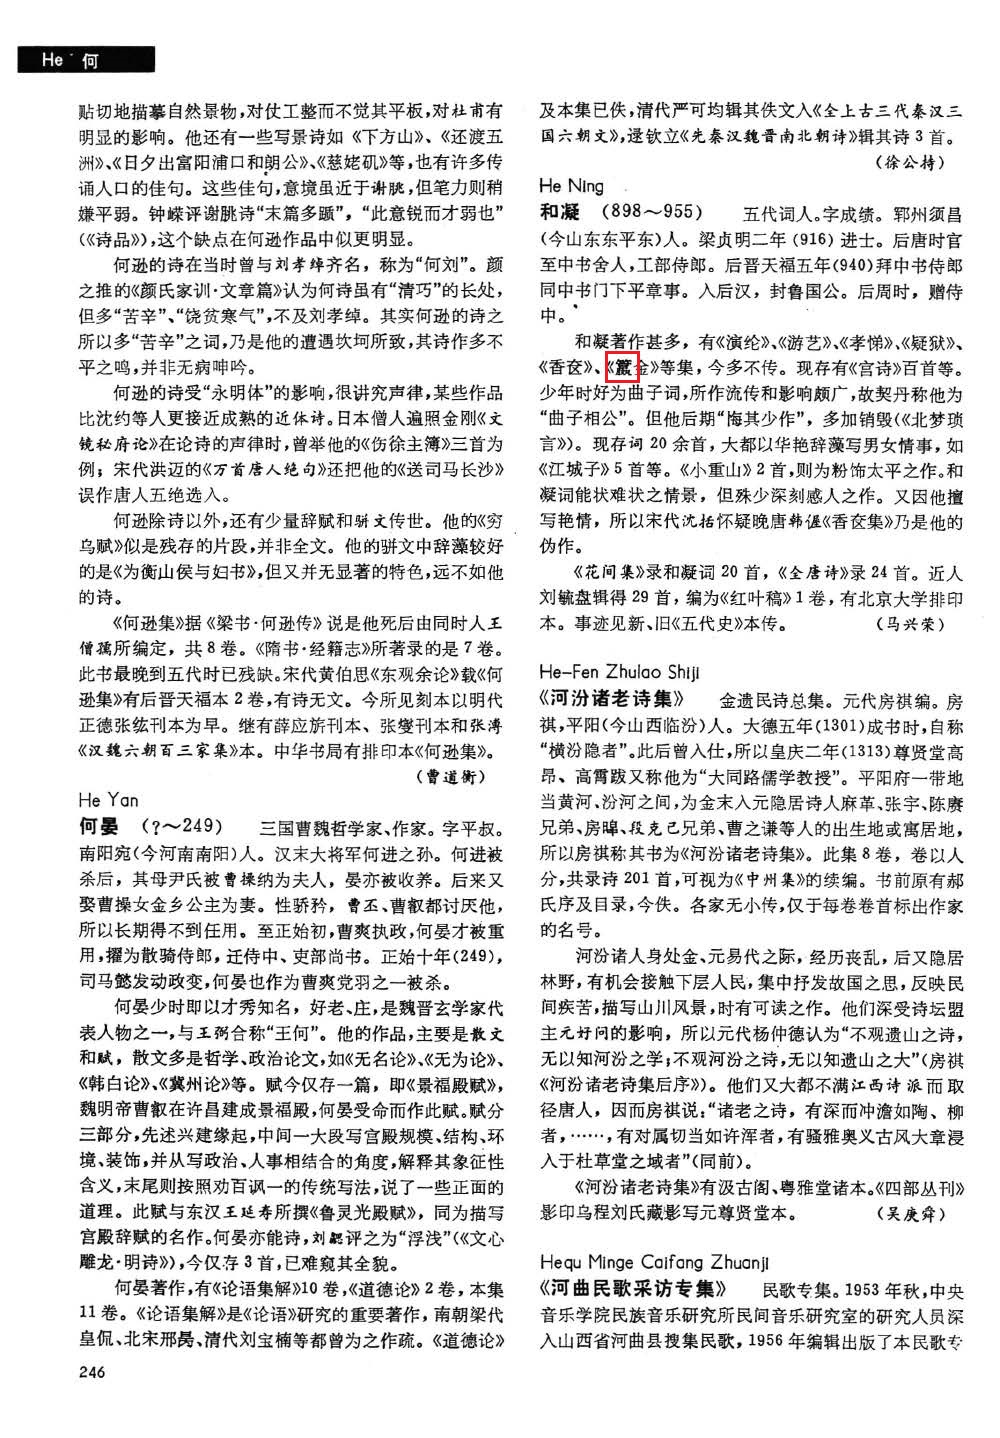 He·何
贴切地描摹自然景物,对仗工整而不觉其平板,对杜甫有
明显的影响。他还有一些写景诗如《下方山》、《还渡五
洲》、《日夕出富阳浦口和朗公》、《慈姥矶》等,也有许多传
诵人口的佳句。这些佳句,意境虽近于谢朓,但笔力则稍
嫌平弱。钟嵘评谢朓诗“末篇多踬”,“此意锐而才弱也”
(《诗品》),这个缺点在何逊作品中似更明显。
何逊的诗在当时曾与刘孝绰齐名,称为“何刘”。颜
之推的《颜氏家训·文章篇》认为何诗虽有“清巧”的长处,
但多“苦辛”、“饶贫寒气”,不及刘孝绰。其实何逊的诗之
所以多“苦辛”之词,乃是他的遭遇坎坷所致,其诗作多不
平之鸣,并非无病呻吟。
何逊的诗受“永明体”的影响,很讲究声律,某些作品
比沈约等人更接近成熟的近体诗。日本僧人遍照金刚《文
镜秘府论》在论诗的声律时,曾举他的《伤徐主簿》三首为
例;宋代洪迈的《万首唐人绝句》还把他的《送司马长沙》
误作唐人五绝选入。
何逊除诗以外,还有少量辞赋和骈文传世。他的《穷
乌赋》似是残存的片段,并非全文。他的骈文中辞藻较好
的是《为衡山侯与妇书》,但又并无显著的特色,远不如他
的诗。
《何逊集》据《梁书·何逊传》说是他死后由同时人王
僧孺所编定,共8卷。《隋书·经籍志》所著录的是7卷。
此书最晚到五代时已残缺。宋代黄伯思《东观余论》载《何
逊集》有后晋天福本2卷,有诗无文。今所见刻本以明代
正德张纮刊本为早。继有薛应旂刊本、张燮刊本和张溥
《汉魏六朝百三家集》本。中华书局有排印本《何逊集》。
(曹道衡)
He Yan
何晏 (?～249) 三国曹魏哲学家、作家。字平叔。
南阳宛(今河南南阳)人。汉末大将军何进之孙。何进被
杀后,其母尹氏被曹操纳为夫人,晏亦被收养。后来又
娶曹操女金乡公主为妻。性骄矜,曹丕、曹叡都讨厌他,
所以长期得不到任用。至正始初,曹爽执政,何晏才被重
用,擢为散骑侍郎,迁侍中、吏部尚书。正始十年(249),
司马懿发动政变,何晏也作为曹爽党羽之一被杀。
何晏少时即以才秀知名,好老、庄,是魏晋玄学家代
表人物之一,与王弼合称“王何”。他的作品,主要是散文
和赋,散文多是哲学、政治论文,如《无名论》、《无为论》、
《韩白论》、《冀州论》等。赋今仅存一篇,即《景福殿赋》,
魏明帝曹叡在许昌建成景福殿,何晏受命而作此赋。赋分
三部分,先述兴建缘起,中间一大段写宫殿规模、结构、环
境、装饰,并从写政治、人事相结合的角度,解释其象征性
含义,末尾则按照劝百讽一的传统写法,说了一些正面的
道理。此赋与东汉王延寿所撰《鲁灵光殿赋》,同为描写
宫殿辞赋的名作。何晏亦能诗,刘勰评之为“浮浅”(《文心
雕龙·明诗》),今仅存3首,已难窥其全貌。
何晏著作,有《论语集解》10卷,《道德论》2卷,本集
11卷。《论语集解》是《论语》研究的重要著作,南朝梁代
皇侃、北宋邢昺、清代刘宝楠等都曾为之作疏。《道德论》
246
及本集已佚,清代严可均辑其佚文入《全上古三代秦汉三
国六朝文》,逯钦立《先秦汉魏晋南北朝诗》辑其诗3首。
(徐公持)
He Ning
和凝 (898～955) 五代词人。字成绩。郓州须昌
(今山东东平东)人。梁贞明二年(916)进士。后唐时官
至中书舍人,工部侍郎。后晋天福五年(940)拜中书侍郎
同中书门下平章事。入后汉,封鲁国公。后周时,赠侍
中。
和凝著作甚多,有《演纶》、《游艺》、《孝悌》、《疑狱》、
《香奁》、《籯金》等集,今多不传。现存有《宫诗》百首等。
少年时好为曲子词,所作流传和影响颇广,故契丹称他为
“曲子相公”。但他后期“悔其少作”,多加销毁(《北梦琐
言》)。现存词20余首,大都以华艳辞藻写男女情事,如
《江城子》5首等。《小重山》2首,则为粉饰太平之作。和
凝词能状难状之情景,但殊少深刻感人之作。又因他擅
写艳情,所以宋代沈括怀疑晚唐韩偓《香奁集》乃是他的
伪作。
《花间集》录和凝词20首,《全唐诗》录24首。近人
刘毓盘辑得29首,编为《红叶稿》1卷,有北京大学排印
本。事迹见新、旧《五代史》本传。 (马兴荣)
He-Fen Zhulao Shiji
《河汾诸老诗集》 金遗民诗总集。元代房祺编。房
祺,平阳(今山西临汾)人。大德五年(1301)成书时,自称
“横汾隐者”。此后曾入仕,所以皇庆二年(1313)尊贤堂高
昂、高霄跋又称他为“大同路儒学教授”。平阳府一带地
当黄河、汾河之间,为金末入元隐居诗人麻革、张宇、陈赓
兄弟、房暤、段克己兄弟、曹之谦等人的出生地或寓居地,
所以房祺称其书为《河汾诸老诗集》。此集8卷,卷以人
分,共录诗201首,可视为《中州集》的续编。书前原有郝
氏序及目录,今佚。各家无小传,仅于每卷卷首标出作家
的名号。
河汾诸人身处金、元易代之际,经历丧乱,后又隐居
林野,有机会接触下层人民,集中抒发故国之思,反映民
间疾苦,描写山川风景,时有可读之作。他们深受诗坛盟
主元好问的影响,所以元代杨仲德认为“不观遗山之诗,
无以知河汾之学;不观河汾之诗,无以知遗山之大”(房祺
《河汾诸老诗集后序》)。他们又大都不满江西诗派而取
径唐人,因而房祺说:“诸老之诗,有深而冲澹如陶、柳
者,……,有对属切当如许浑者,有骚雅奥义古风大章浸
入于杜草堂之域者”(同前)。
《河汾诸老诗集》有汲古阁、粤雅堂诸本。《四部丛刊》
影印乌程刘氏藏影写元尊贤堂本。 (吴庚舜)
Hequ Minge Caifang Zhuanji
《河曲民歌采访专集》 民歌专集。1953年秋,中央
音乐学院民族音乐研究所民间音乐研究室的研究人员深
入山西省河曲县搜集民歌,1956年编辑出版了本民歌专